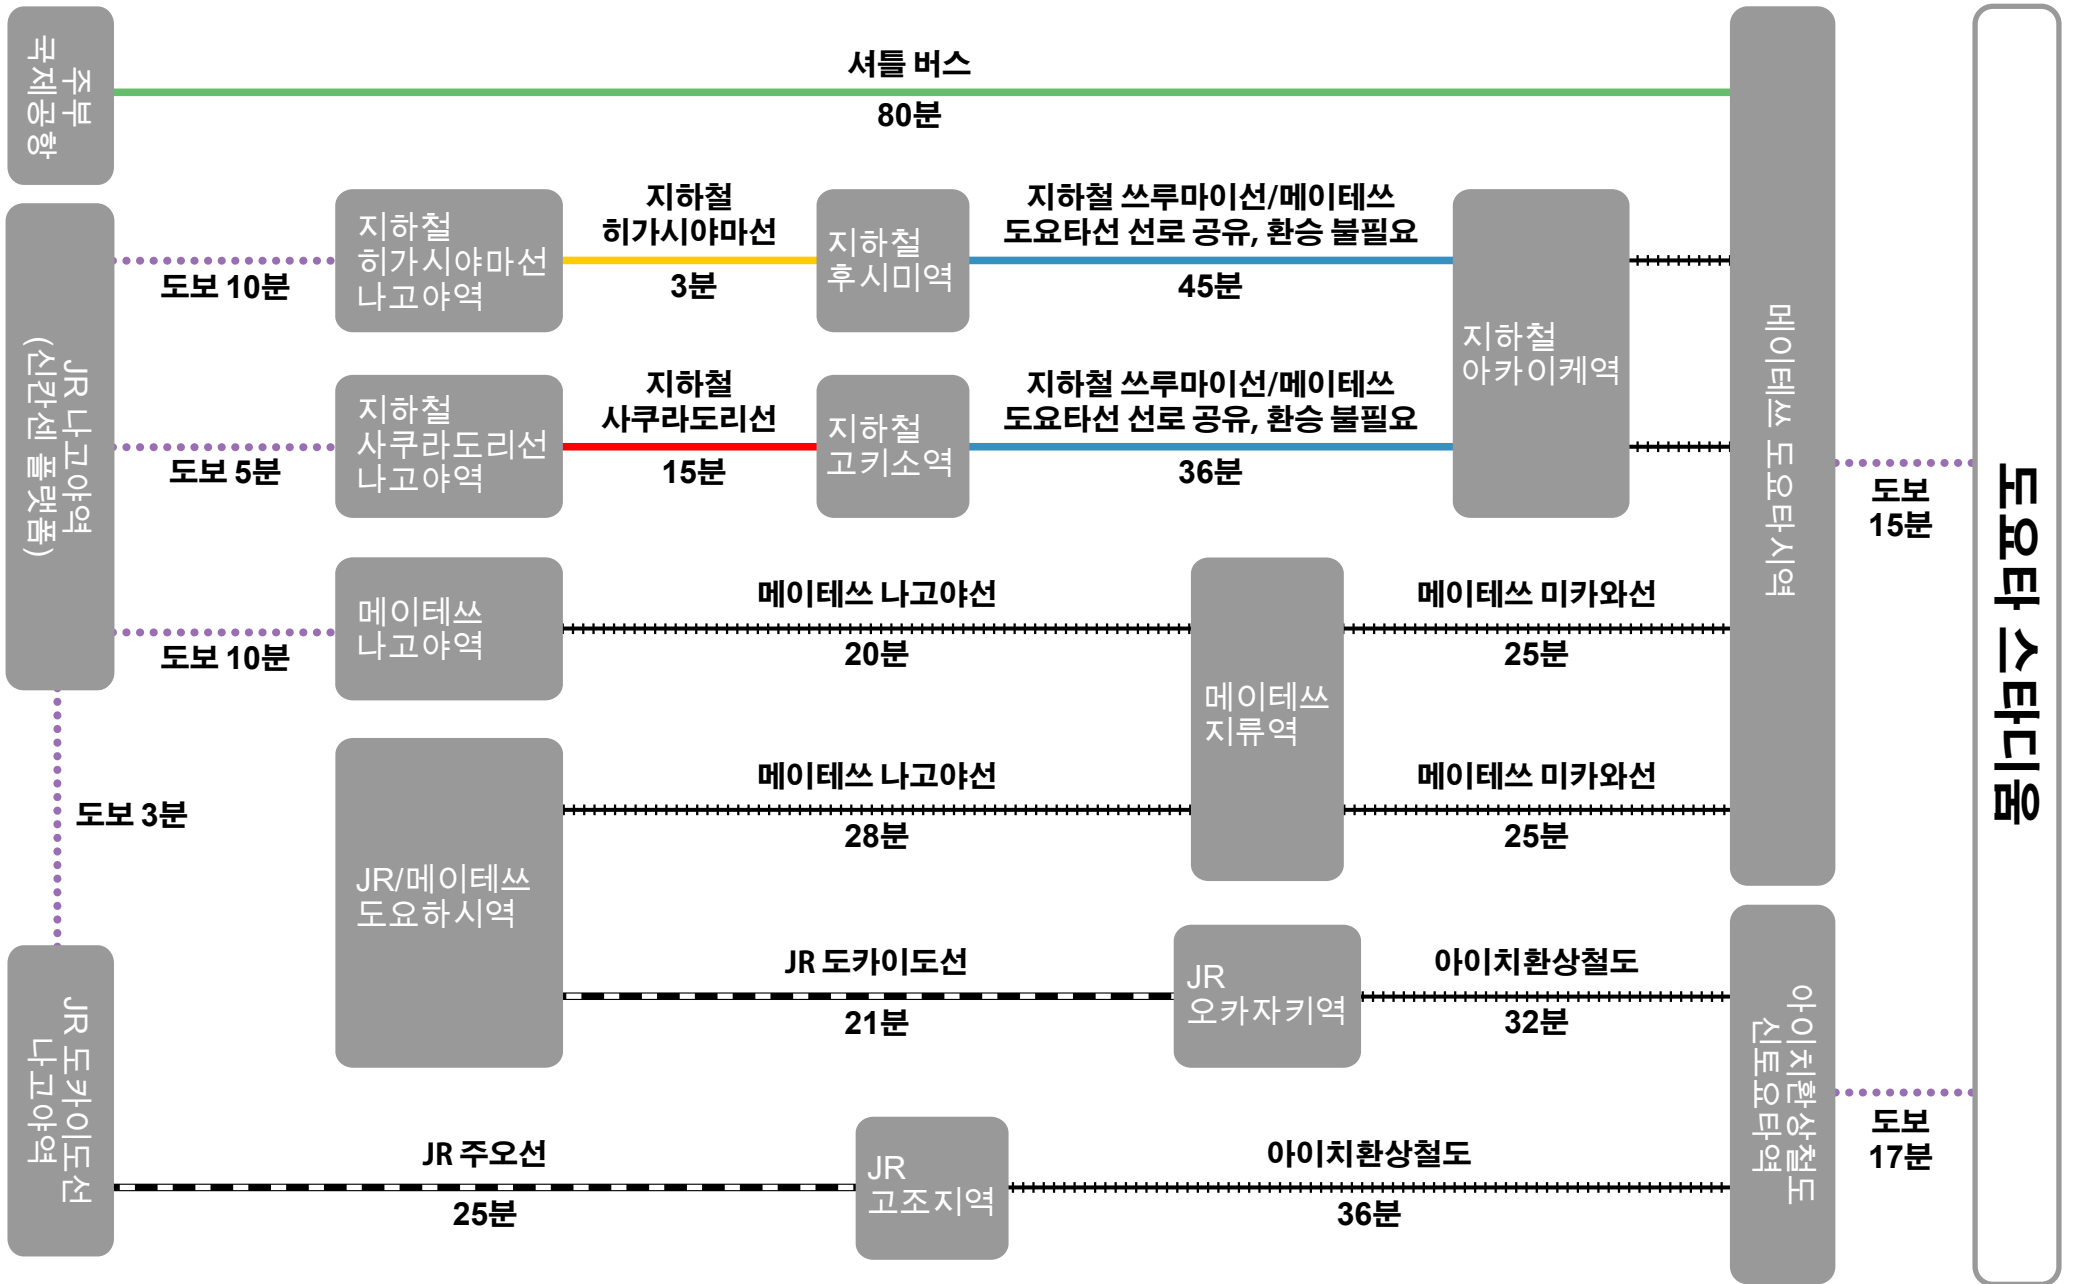 주부
국제공항
셔틀 버스
80분
JR 나고야역
(신칸센 플랫폼)
도보 10분
지하철
히가시야마선
나고야역
지하철
히가시야마선
3분
지하철
후시미역
지하철 쓰루마이선/메이테쓰
도요타선 선로 공유, 환승 불필요
45분
지하철
아카이케역
도보 5분
지하철
사쿠라도리선
나고야역
지하철
사쿠라도리선
15분
지하철
고키소역
지하철 쓰루마이선/메이테쓰
도요타선 선로 공유, 환승 불필요
36분
메이테쓰 도요타시역
도보
15분
도요타 스타디움
도보 10분
메이테쓰
나고야역
메이테쓰 나고야선
20분
메이테쓰
지류역
메이테쓰 미카와선
25분
도보 3분
JR/메이테쓰
도요하시역
메이테쓰 나고야선
28분
메이테쓰 미카와선
25분
JR 도카이도선
21분
JR
오카자키역
아이치환상철도
32분
아이치환상철도
신토요타역
도보
17분
JR 도카이도선
나고야역
JR 주오선
25분
JR
고조지역
아이치환상철도
36분